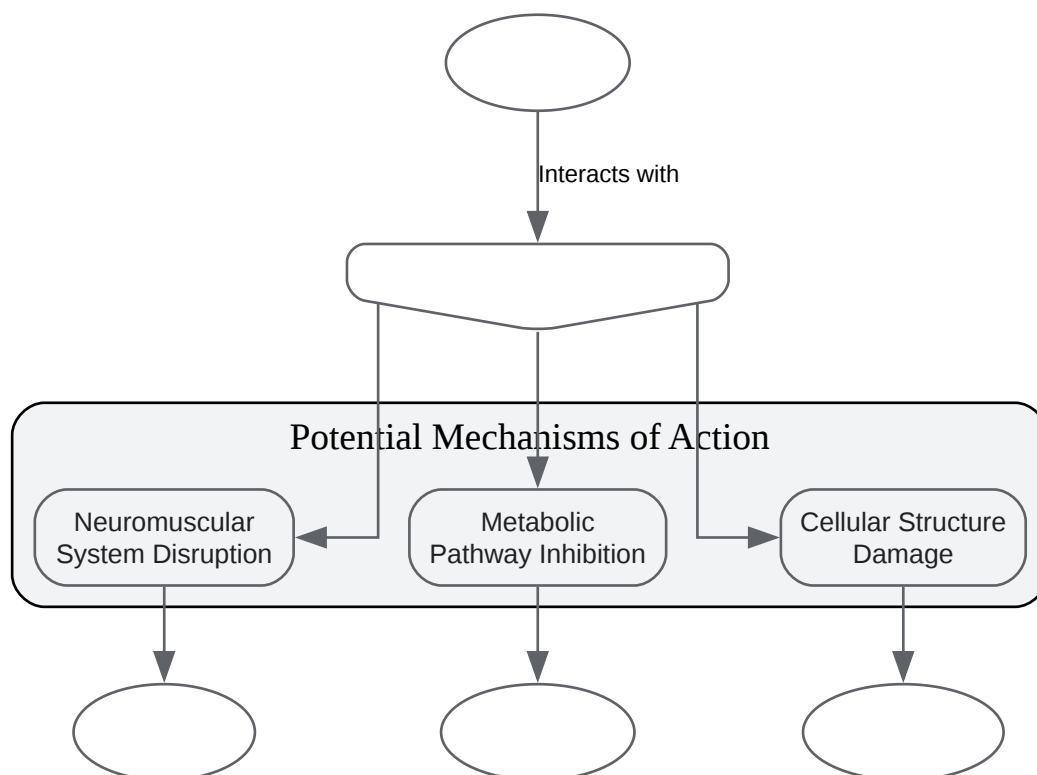 Interacts with
Potential Mechanisms of Action
Neuromuscular
System Disruption
Metabolic
Pathway Inhibition
Cellular Structure
Damage